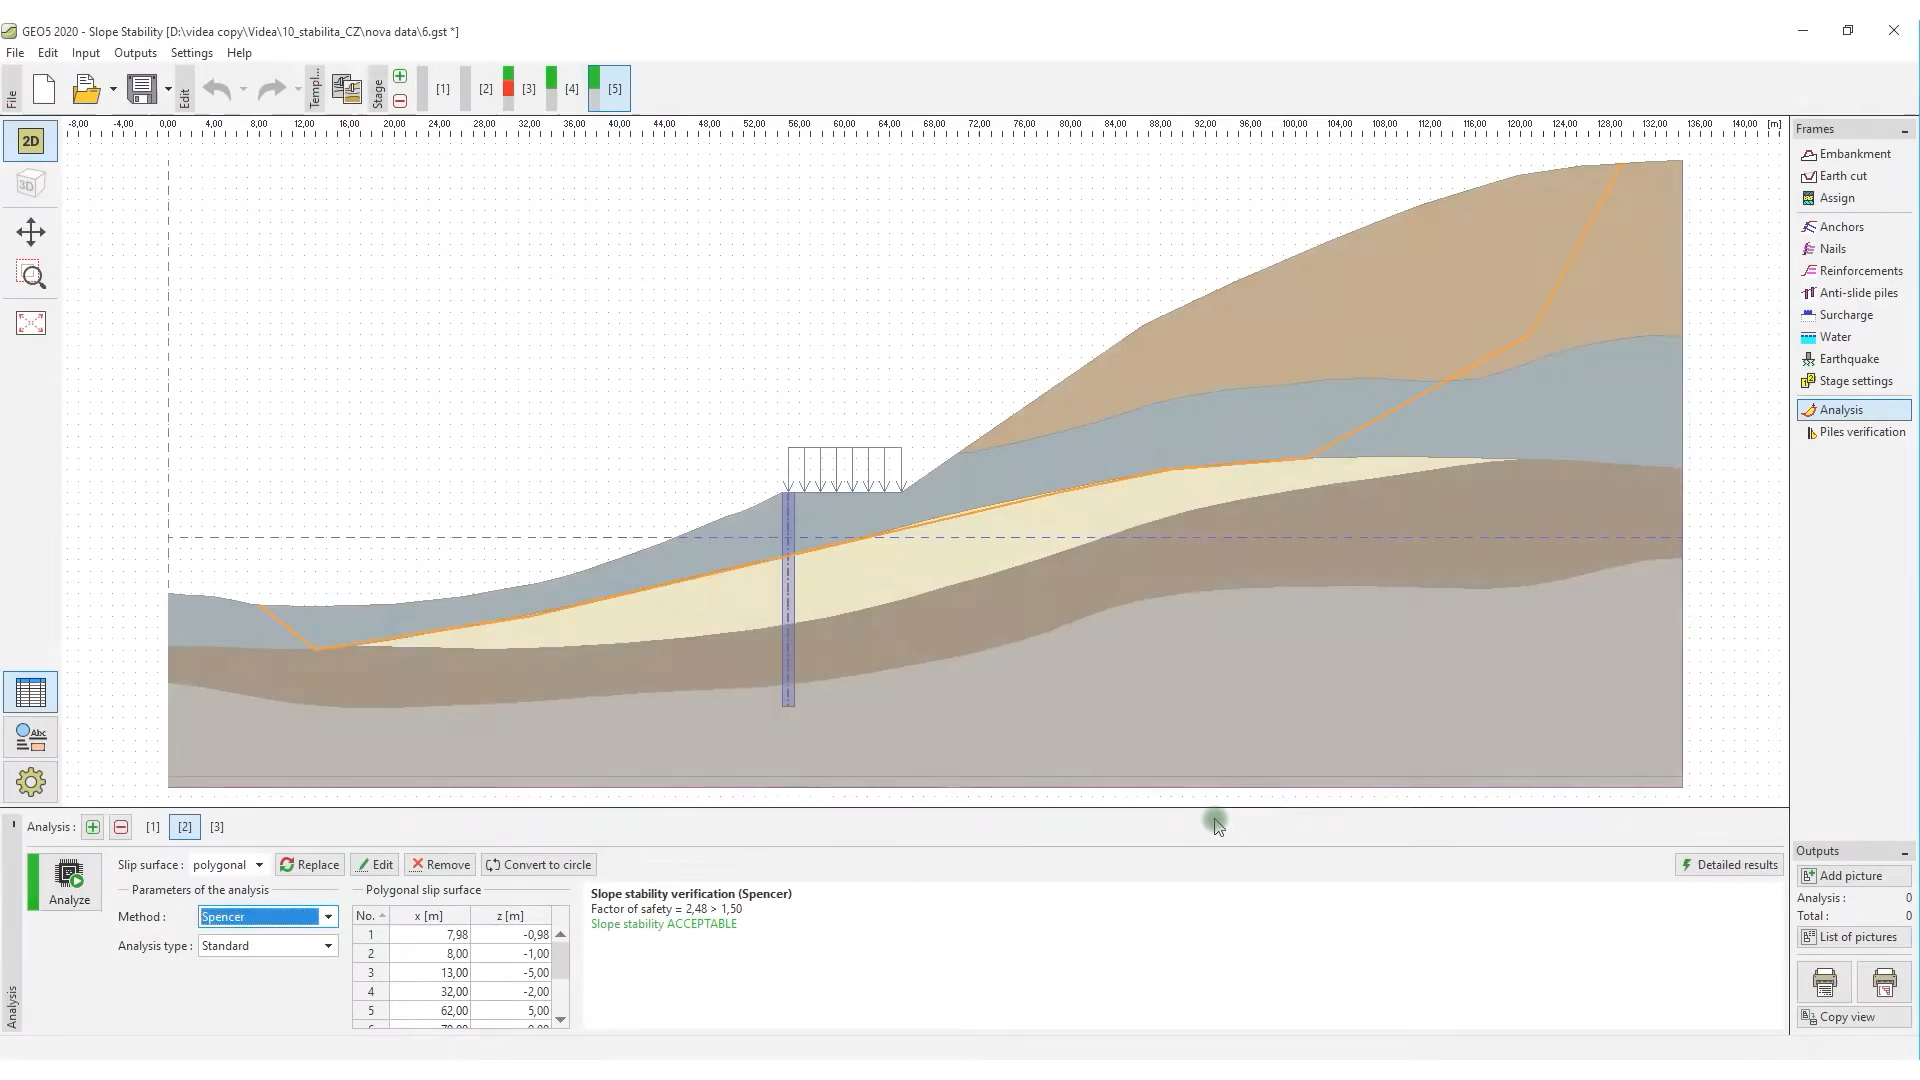 GEO5 2020 - Slope Stability [D:\videa copy\Videa\10_stabilita_CZ\nova data\6.gst *]
File Edit Input Outputs Settings Help
File
Edit
Templ...
Stage
[1] [2] [3] [4] [5]
-8,00 -4,00 0,00 4,00 8,00 12,00 16,00 20,00 24,00 28,00 32,00 36,00 40,00 44,00 48,00 52,00 56,00 60,00 64,00 68,00 70,00 76,00 80,00 84,00 88,00 92,00 96,00 100,00 104,00 108,00 112,00 116,00 120,00 124,00 128,00 132,00 136,00 140,00 [m]
2D
3D
Abc
Frames
Embankment
Earth cut
Assign
Anchors
Nails
Reinforcements
Anti-slide piles
Surcharge
Water
Earthquake
Stage settings
Analysis
Piles verification
Analysis : [1] [2] [3]
Analyze
Slip surface : polygonal Replace Edit Remove Convert to circle Detailed results
Parameters of the analysis
Method : Spencer
Analysis type : Standard
Polygonal slip surface
No. x [m] z [m]
1 7,98 -0,98
2 8,00 -1,00
3 13,00 -5,00
4 32,00 -2,00
5 62,00 5,00
Slope stability verification (Spencer)
Factor of safety = 2,48 > 1,50
Slope stability ACCEPTABLE
Analysis
Outputs
Add picture
Analysis : 0
Total : 0
List of pictures
Copy view